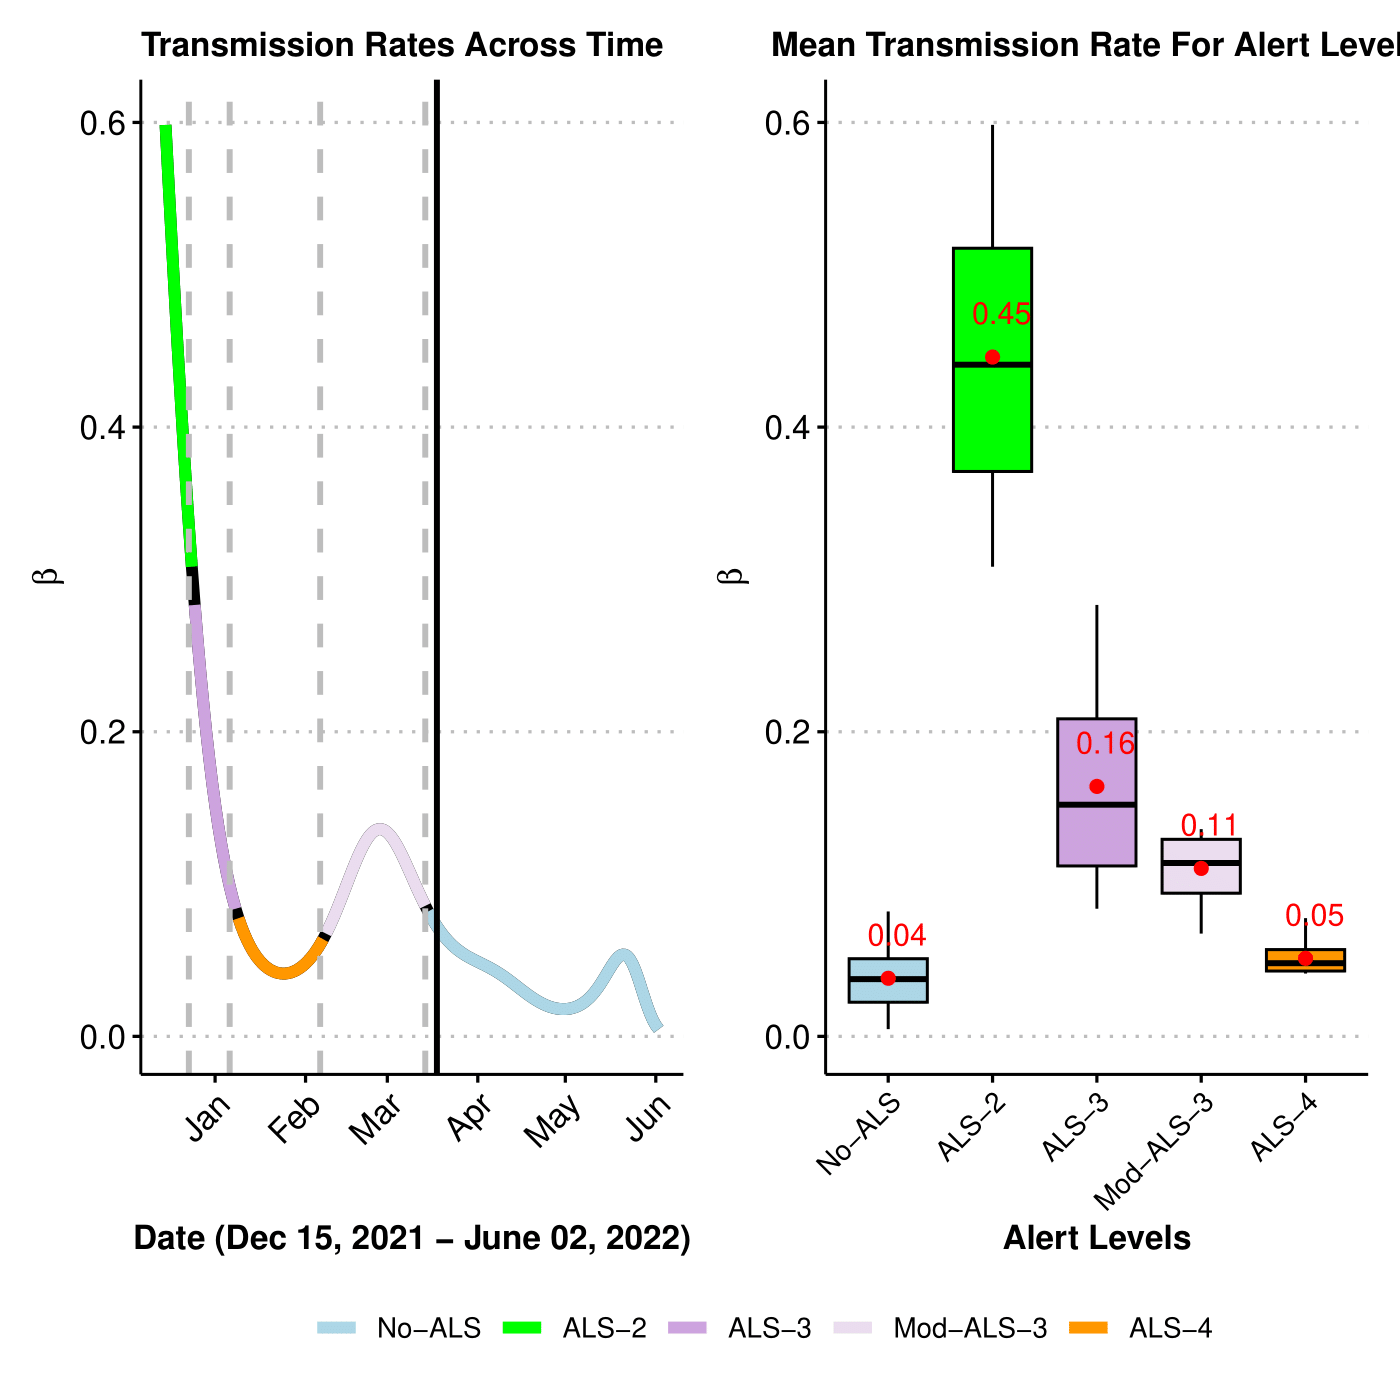 Transmission Rates Across Time
0.6
0.4
0.2
0.0
β
Jan
Feb
Mar
Apr
May
Jun
Date (Dec 15, 2021 – June 02, 2022)
Mean Transmission Rate For Alert Level
0.6
0.4
0.2
0.0
β
0.04
0.45
0.16
0.11
0.05
No−ALS
ALS−2
ALS−3
Mod−ALS−3
ALS−4
Alert Levels
No−ALS ALS−2 ALS−3 Mod−ALS−3 ALS−4